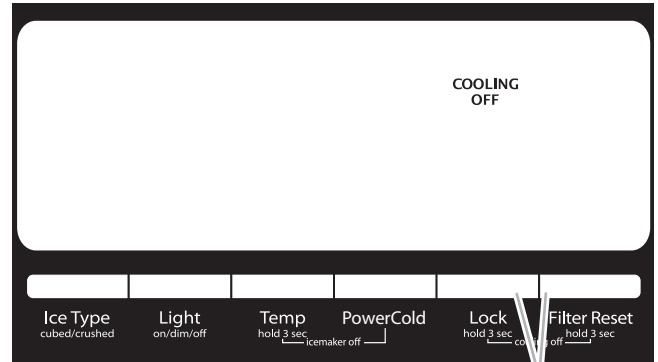 COOLING
OFF
Ice Type Light Temp PowerCold Lock Filter Reset
cubed/crushed on/dim/off hold 3 sec hold 3 sec hold 3 sec
icemaker off cooling off